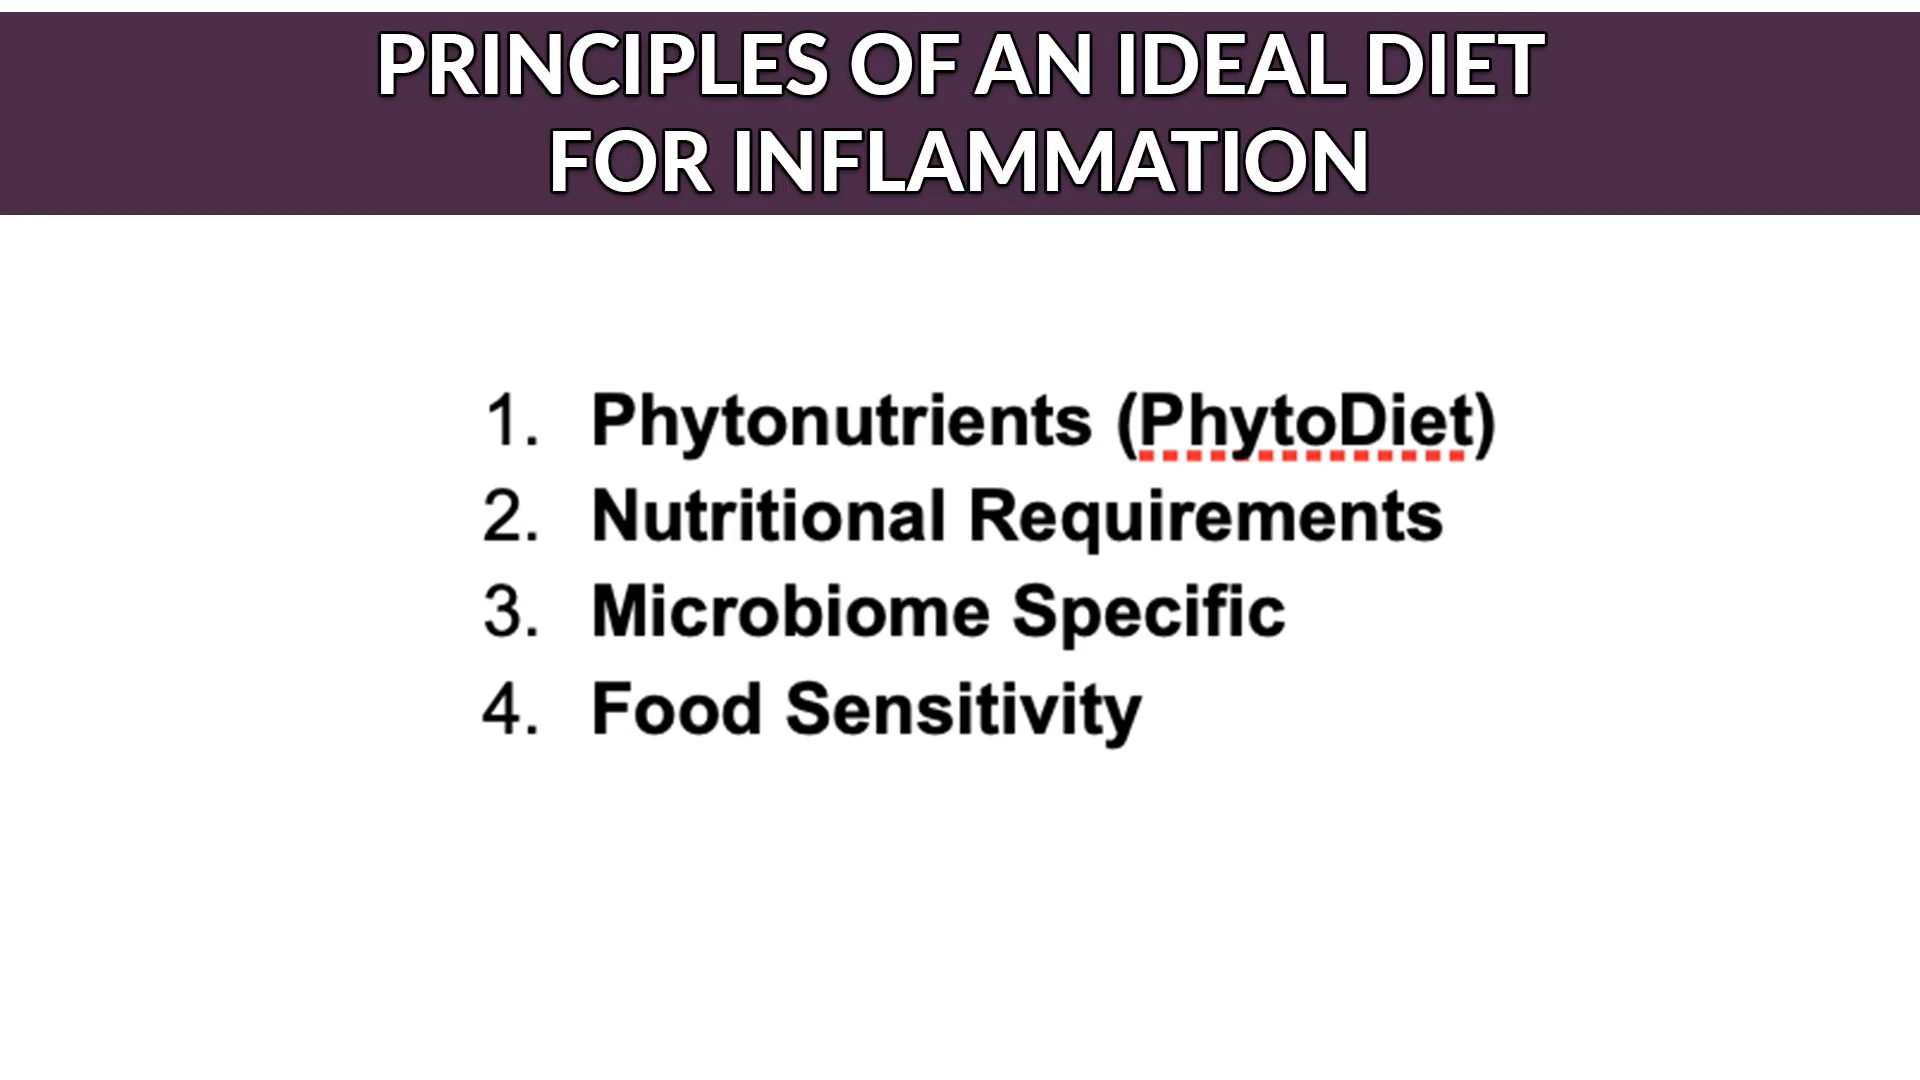 PRINCIPLES OF AN IDEAL DIET
FOR INFLAMMATION
1. Phytonutrients (PhytoDiet)
2. Nutritional Requirements
3. Microbiome Specific
4. Food Sensitivity